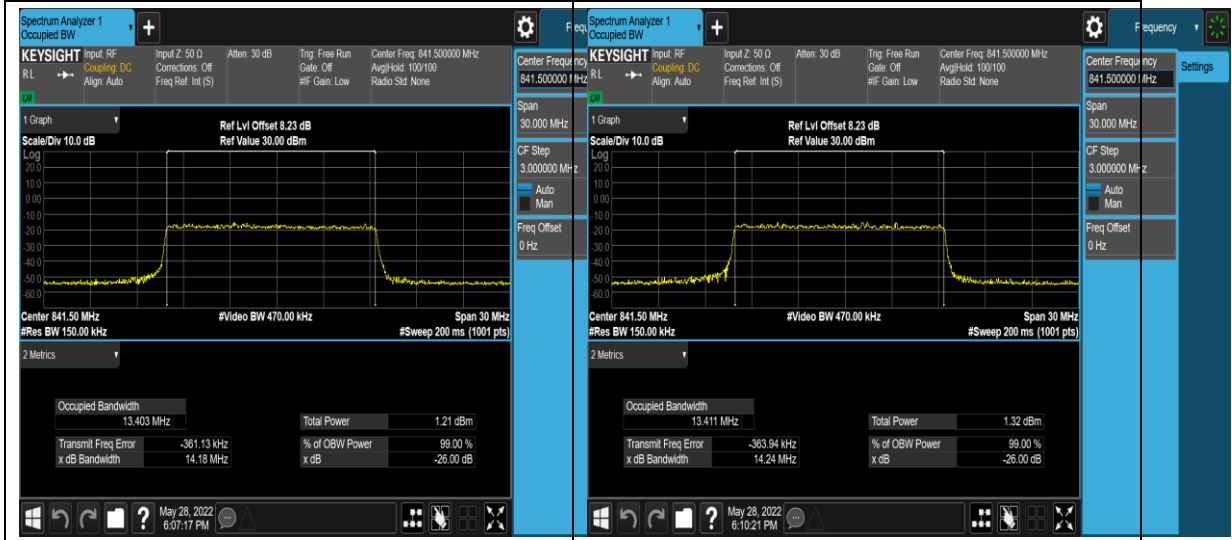 Spectrum Analyzer 1
Occupied BW
+
Frequ
KEYSIGHT
RL
LXI
Input: RF
Coupling: DC
Align: Auto
Input Z: 50 Ω
Corrections: Off
Freq Ref: Int (S)
Atten: 30 dB
Trig: Free Run
Gate: Off
#IF Gain: Low
Center Freq: 841.500000 MHz
Avg|Hold: 100/100
Radio Std: None
1 Graph
Scale/Div 10.0 dB
Ref Lvl Offset 8.23 dB
Ref Value 30.00 dBm
Log
20.0
10.0
0.00
-10.0
-20.0
-30.0
-40.0
-50.0
-60.0
Center 841.50 MHz
#Video BW 470.00 kHz
Span 30 MHz
#Res BW 150.00 kHz
#Sweep 200 ms (1001 pts)
2 Metrics
Occupied Bandwidth
13.403 MHz
Total Power 1.21 dBm
Transmit Freq Error -361.13 kHz
% of OBW Power 99.00 %
x dB Bandwidth 14.18 MHz
x dB -26.00 dB
?
May 28, 2022
6:07:17 PM
Center Frequency
841.500000 MHz
Span
30.000 MHz
CF Step
3.000000 MHz
Auto
Man
Freq Offset
0 Hz
Spectrum Analyzer 1
Occupied BW
+
Frequency
KEYSIGHT
RL
LXI
Input: RF
Coupling: DC
Align: Auto
Input Z: 50 Ω
Corrections: Off
Freq Ref: Int (S)
Atten: 30 dB
Trig: Free Run
Gate: Off
#IF Gain: Low
Center Freq: 841.500000 MHz
Avg|Hold: 100/100
Radio Std: None
1 Graph
Scale/Div 10.0 dB
Ref Lvl Offset 8.23 dB
Ref Value 30.00 dBm
Log
20.0
10.0
0.00
-10.0
-20.0
-30.0
-40.0
-50.0
-60.0
Center 841.50 MHz
#Video BW 470.00 kHz
Span 30 MHz
#Res BW 150.00 kHz
#Sweep 200 ms (1001 pts)
2 Metrics
Occupied Bandwidth
13.411 MHz
Total Power 1.32 dBm
Transmit Freq Error -363.94 kHz
% of OBW Power 99.00 %
x dB Bandwidth 14.24 MHz
x dB -26.00 dB
?
May 28, 2022
6:10:21 PM
Center Frequency
841.500000 MHz
Settings
Span
30.000 MHz
CF Step
3.000000 MHz
Auto
Man
Freq Offset
0 Hz